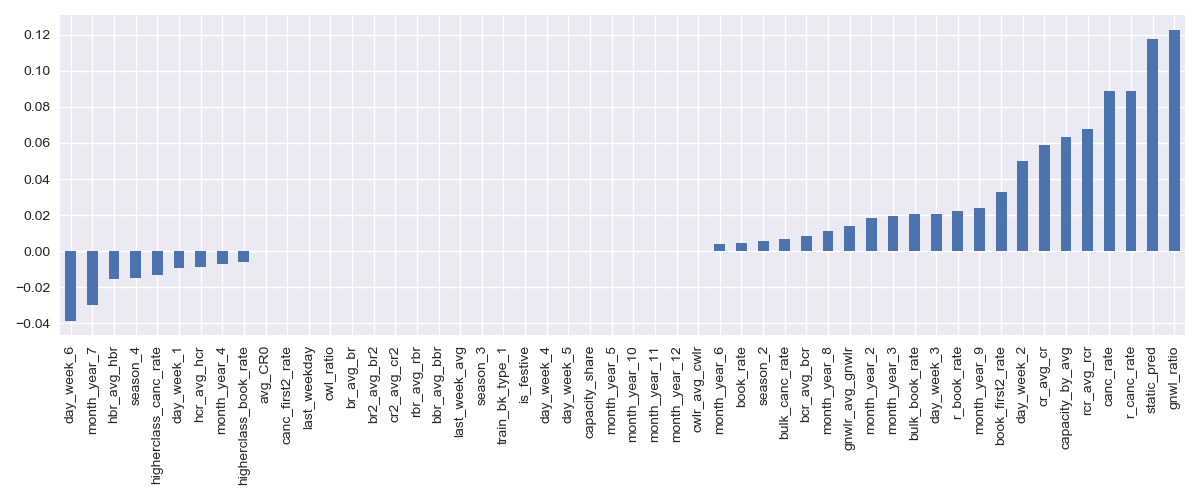 0.12
0.10
0.08
0.06
0.04
0.02
0.00
−0.02
−0.04
day_week_6
month_year_7
hbr_avg_hbr
season_4
higherclass_canc_rate
day_week_1
hcr_avg_hcr
month_year_4
higherclass_book_rate
avg_CR0
canc_first2_rate
last_weekday
cwl_ratio
br_avg_br
br2_avg_br2
cr2_avg_cr2
rbr_avg_rbr
bbr_avg_bbr
last_week_avg
season_3
train_bk_type_1
is_festive
day_week_4
day_week_5
capacity_share
month_year_5
month_year_10
month_year_11
month_year_12
cwlr_avg_cwlr
month_year_6
book_rate
season_2
bulk_canc_rate
bcr_avg_bcr
month_year_8
gnwlr_avg_gnwlr
month_year_2
month_year_3
bulk_book_rate
day_week_3
r_book_rate
month_year_9
book_first2_rate
day_week_2
cr_avg_cr
capacity_by_avg
rcr_avg_rcr
canc_rate
r_canc_rate
static_pred
gnwl_ratio